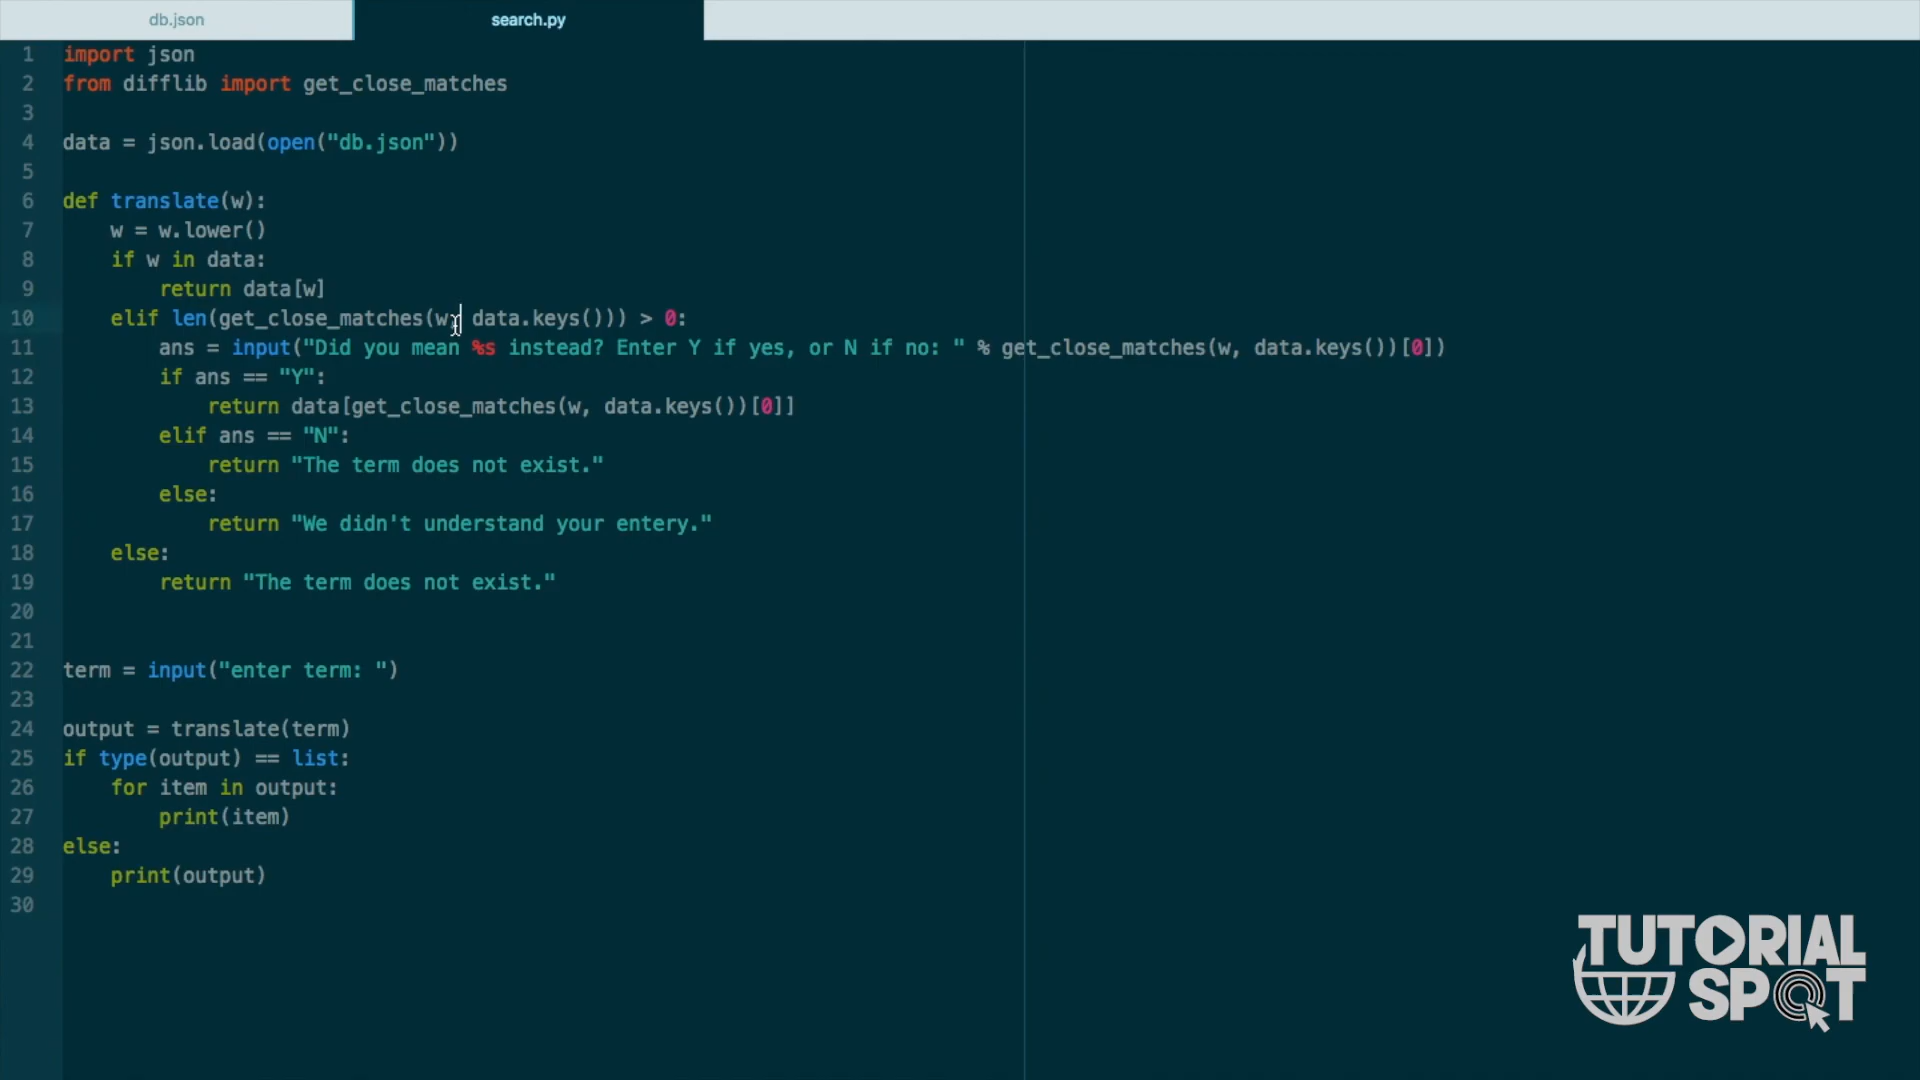 db.json
search.py
1 import json
2 from difflib import get_close_matches
3
4 data = json.load(open("db.json"))
5
6 def translate(w):
7     w = w.lower()
8     if w in data:
9         return data[w]
10     elif len(get_close_matches(w, data.keys())) > 0:
11         ans = input("Did you mean %s instead? Enter Y if yes, or N if no: " % get_close_matches(w, data.keys())[0])
12         if ans == "Y":
13             return data[get_close_matches(w, data.keys())[0]]
14         elif ans == "N":
15             return "The term does not exist."
16         else:
17             return "We didn't understand your entery."
18     else:
19         return "The term does not exist."
20
21
22 term = input("enter term: ")
23
24 output = translate(term)
25 if type(output) == list:
26     for item in output:
27         print(item)
28 else:
29     print(output)
30
TUTORIAL
SPOT